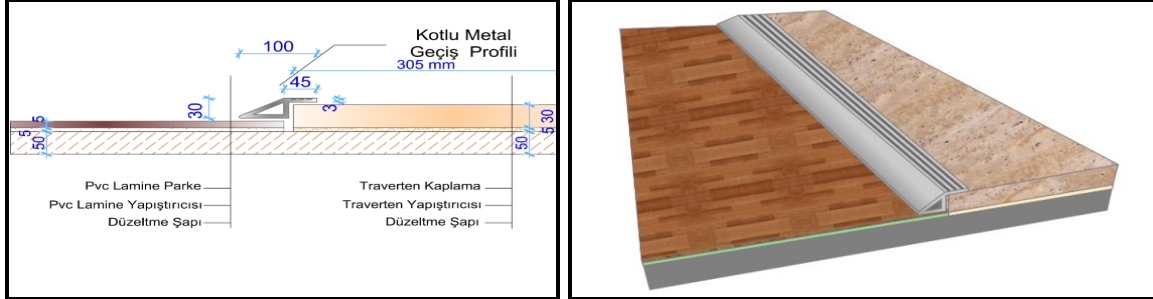 Kotlu Metal
Geçiş Profili
100
305 mm
45
30
3
5
5
50
5 30
50
Pvc Lamine Parke
Pvc Lamine Yapıştırıcısı
Düzeltme Şapı
Traverten Kaplama
Traverten Yapıştırıcısı
Düzeltme Şapı